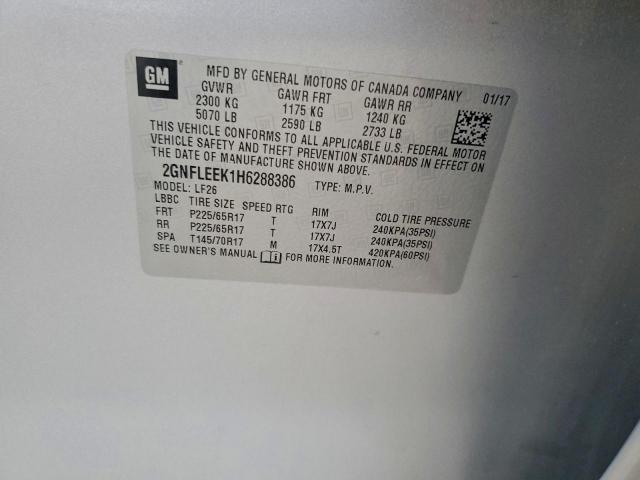 GM MFD BY GENERAL MOTORS OF CANADA COMPANY 01/17
GVWR GAWR FRT GAWR RR
2300 KG 1175 KG 1240 KG
5070 LB 2590 LB 2733 LB
THIS VEHICLE CONFORMS TO ALL APPLICABLE U.S. FEDERAL MOTOR
VEHICLE SAFETY AND THEFT PREVENTION STANDARDS IN EFFECT ON
THE DATE OF MANUFACTURE SHOWN ABOVE.
2GNFLEEK1H6288386 TYPE: M.P.V.
MODEL: LF26
LBBC TIRE SIZE SPEED RTG RIM COLD TIRE PRESSURE
FRT P225/65R17 T 17X7J 240KPA(35PSI)
RR P225/65R17 T 17X7J 240KPA(35PSI)
SPA T145/70R17 M 17X4.5T 420KPA(60PSI)
SEE OWNER'S MANUAL FOR MORE INFORMATION.